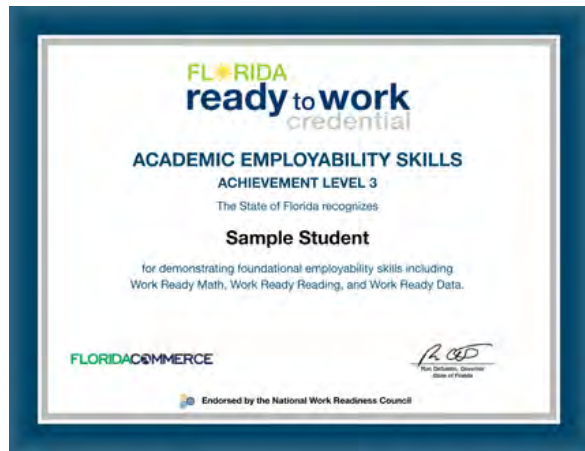 FLORIDA
ready to work
credential
ACADEMIC EMPLOYABILITY SKILLS
ACHIEVEMENT LEVEL 3
The State of Florida recognizes
Sample Student
for demonstrating foundational employability skills including
Work Ready Math, Work Ready Reading, and Work Ready Data.
FLORIDACOMMERCE
Ron DeSantis, Governor
State of Florida
Endorsed by the National Work Readiness Council